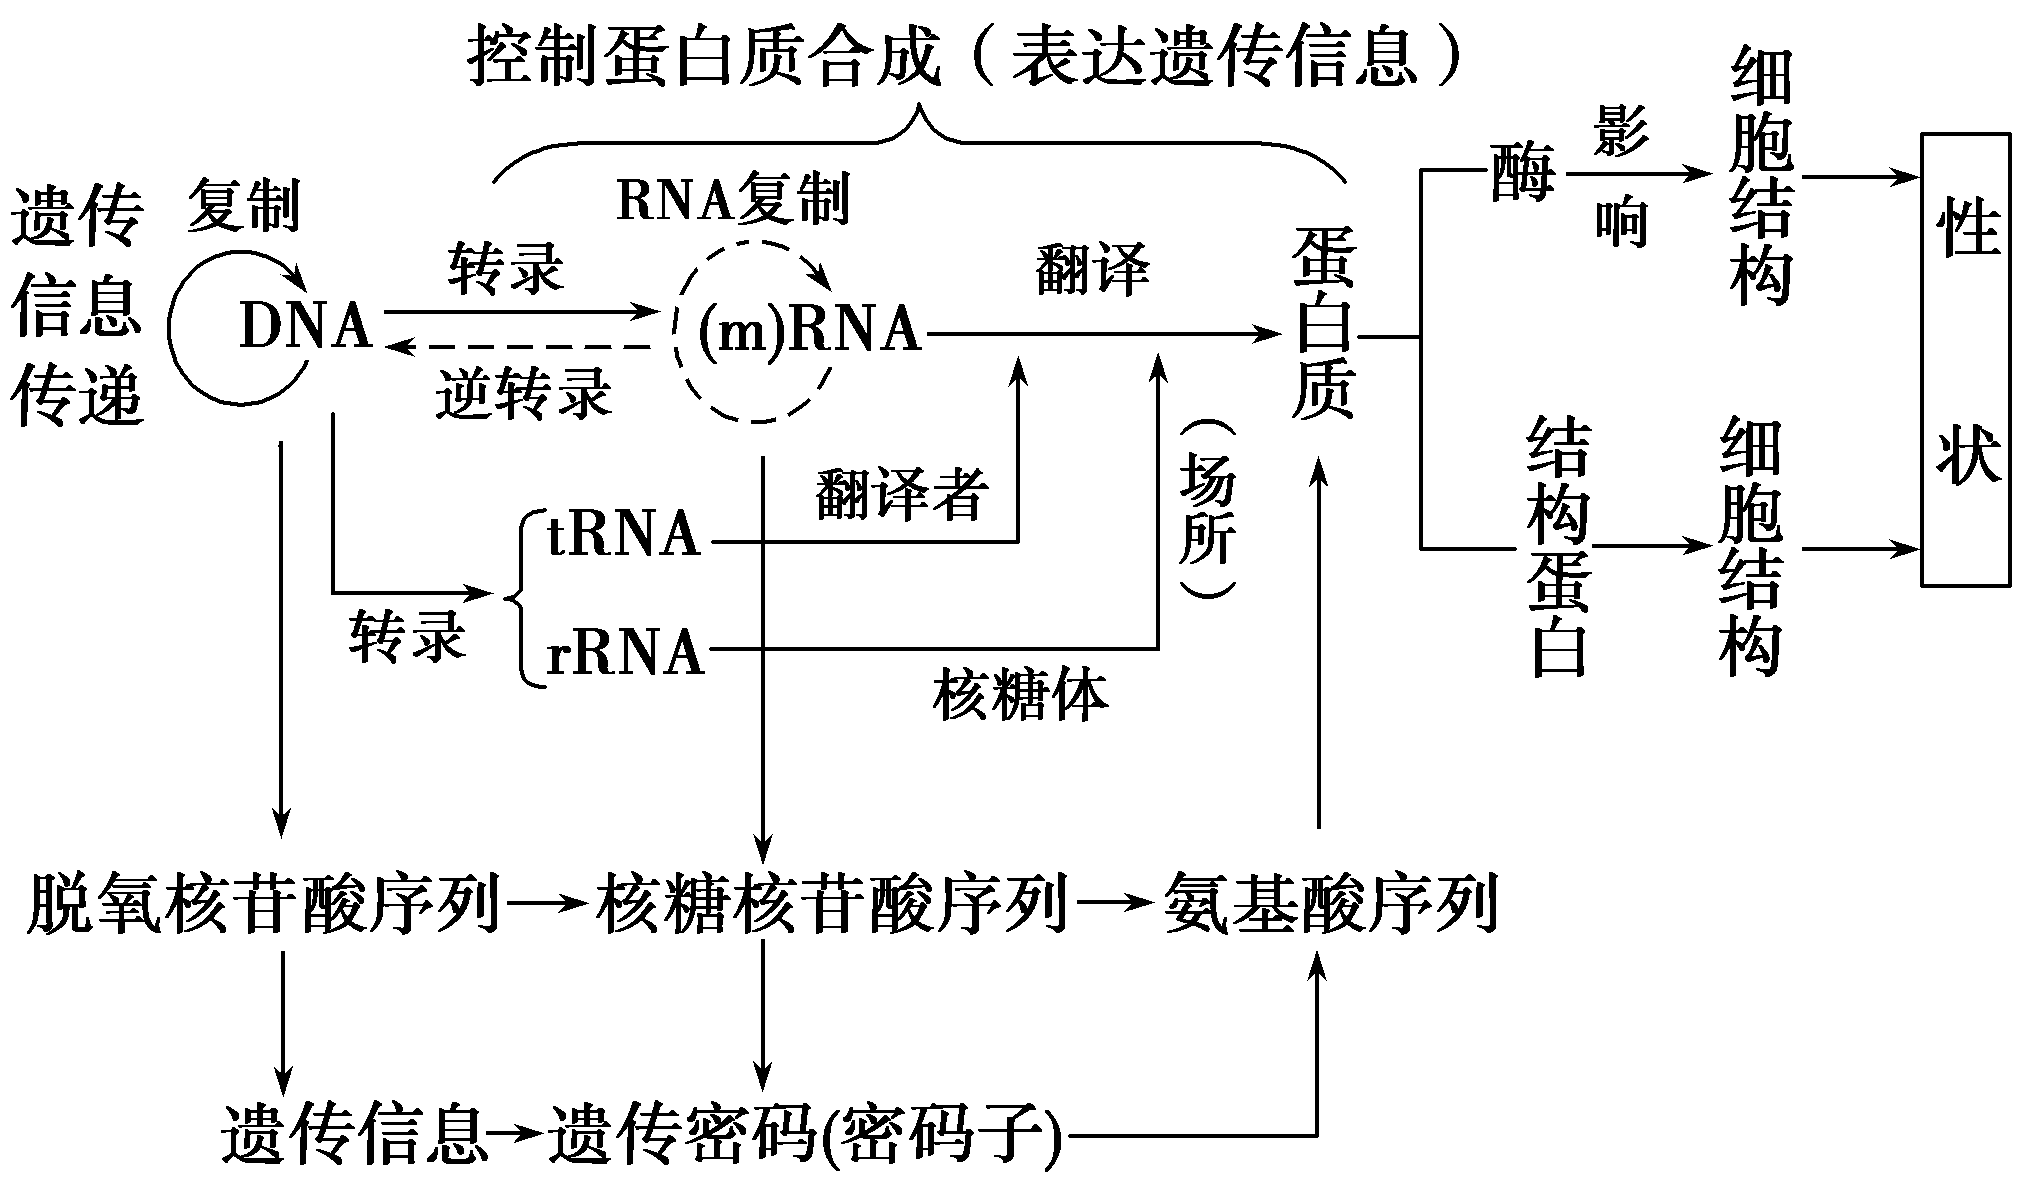 控制蛋白质合成（表达遗传信息）
遗传
信息
传递
复制
DNA
转录
逆转录
RNA复制
(m)RNA
翻译
蛋白质
酶
影响
细胞结构
结构蛋白
细胞结构
性状
转录
tRNA
翻译者
rRNA
核糖体
（场所）
脱氧核苷酸序列
核糖核苷酸序列
氨基酸序列
遗传信息
遗传密码(密码子)